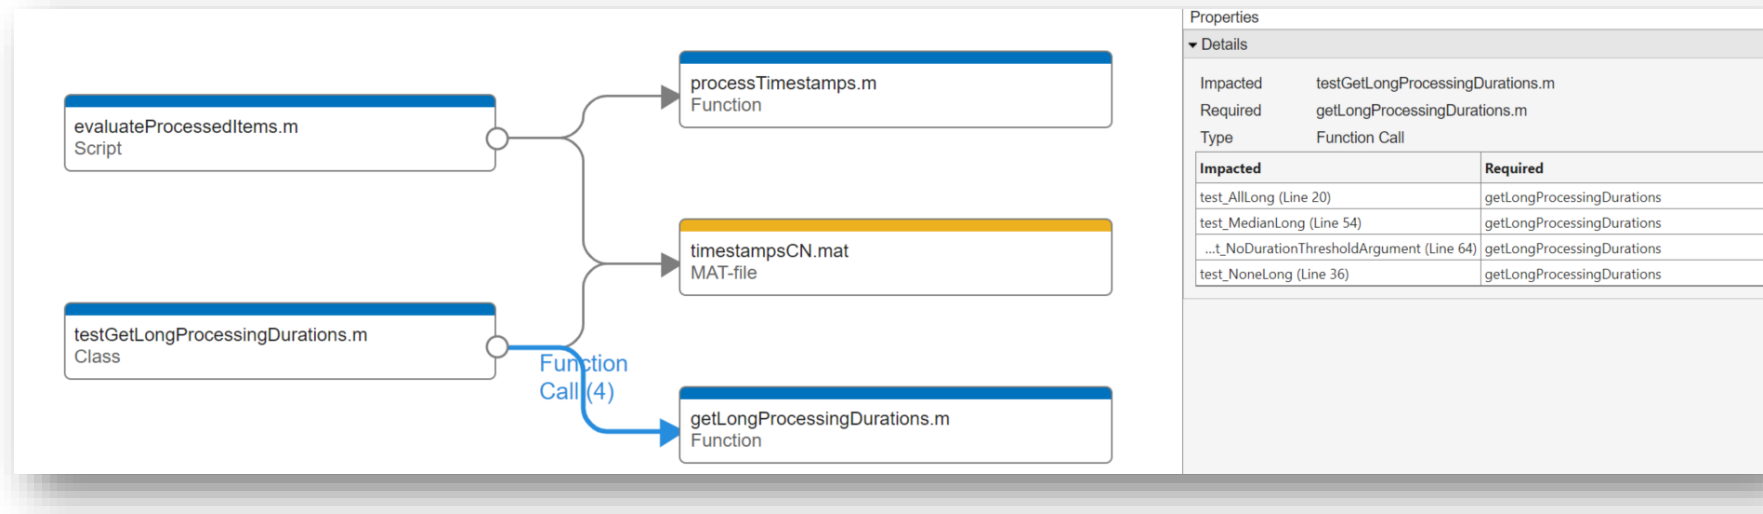 evaluateProcessedItems.m
Script
testGetLongProcessingDurations.m
Class
Function
Call (4)
processTimestamps.m
Function
timestampsCN.mat
MAT-file
getLongProcessingDurations.m
Function
Properties
Details
Impacted testGetLongProcessingDurations.m
Required getLongProcessingDurations.m
Type Function Call
Impacted Required
test_AllLong (Line 20) getLongProcessingDurations
test_MedianLong (Line 54) getLongProcessingDurations
...t_NoDurationThresholdArgument (Line 64) getLongProcessingDurations
test_NoneLong (Line 36) getLongProcessingDurations